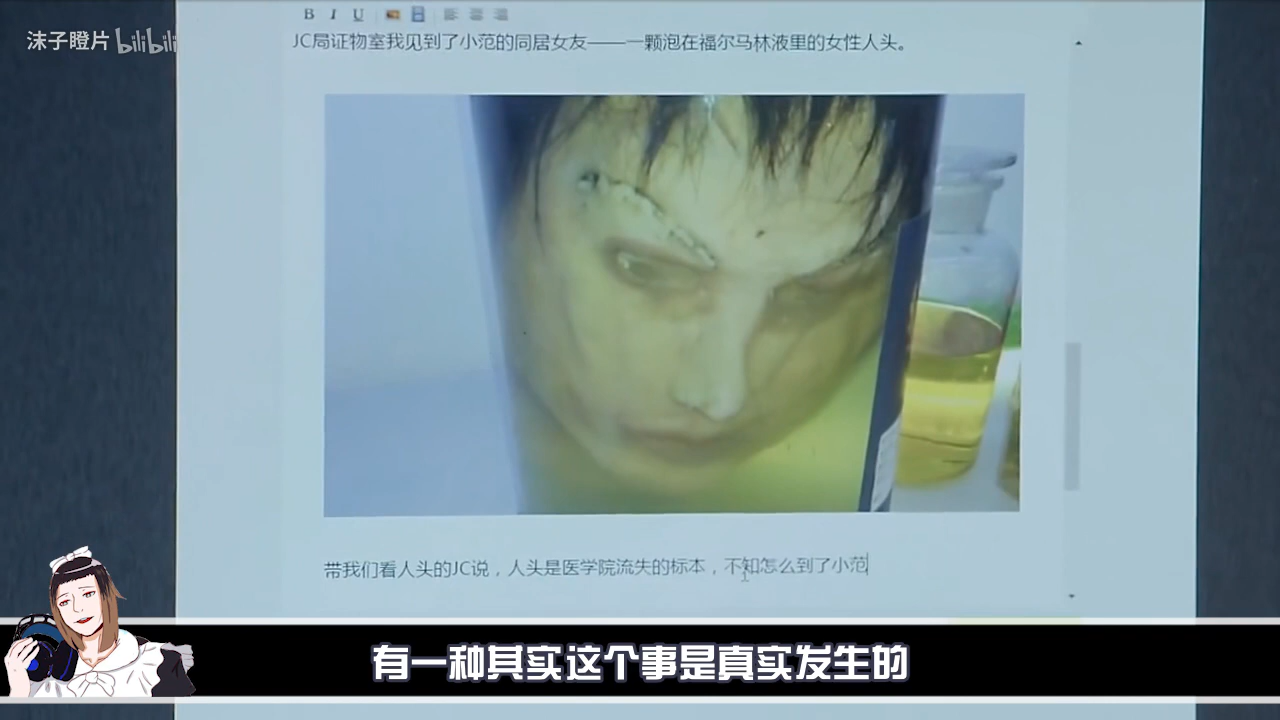 B I U
沫子瞪片 bilibili
JC局证物室我见到了小范的同居女友——一颗泡在福尔马林液里的女性人头。
带我们看人头的JC说，人头是医学院流失的标本，不知怎么到了小范
有一种其实这个事是真实发生的